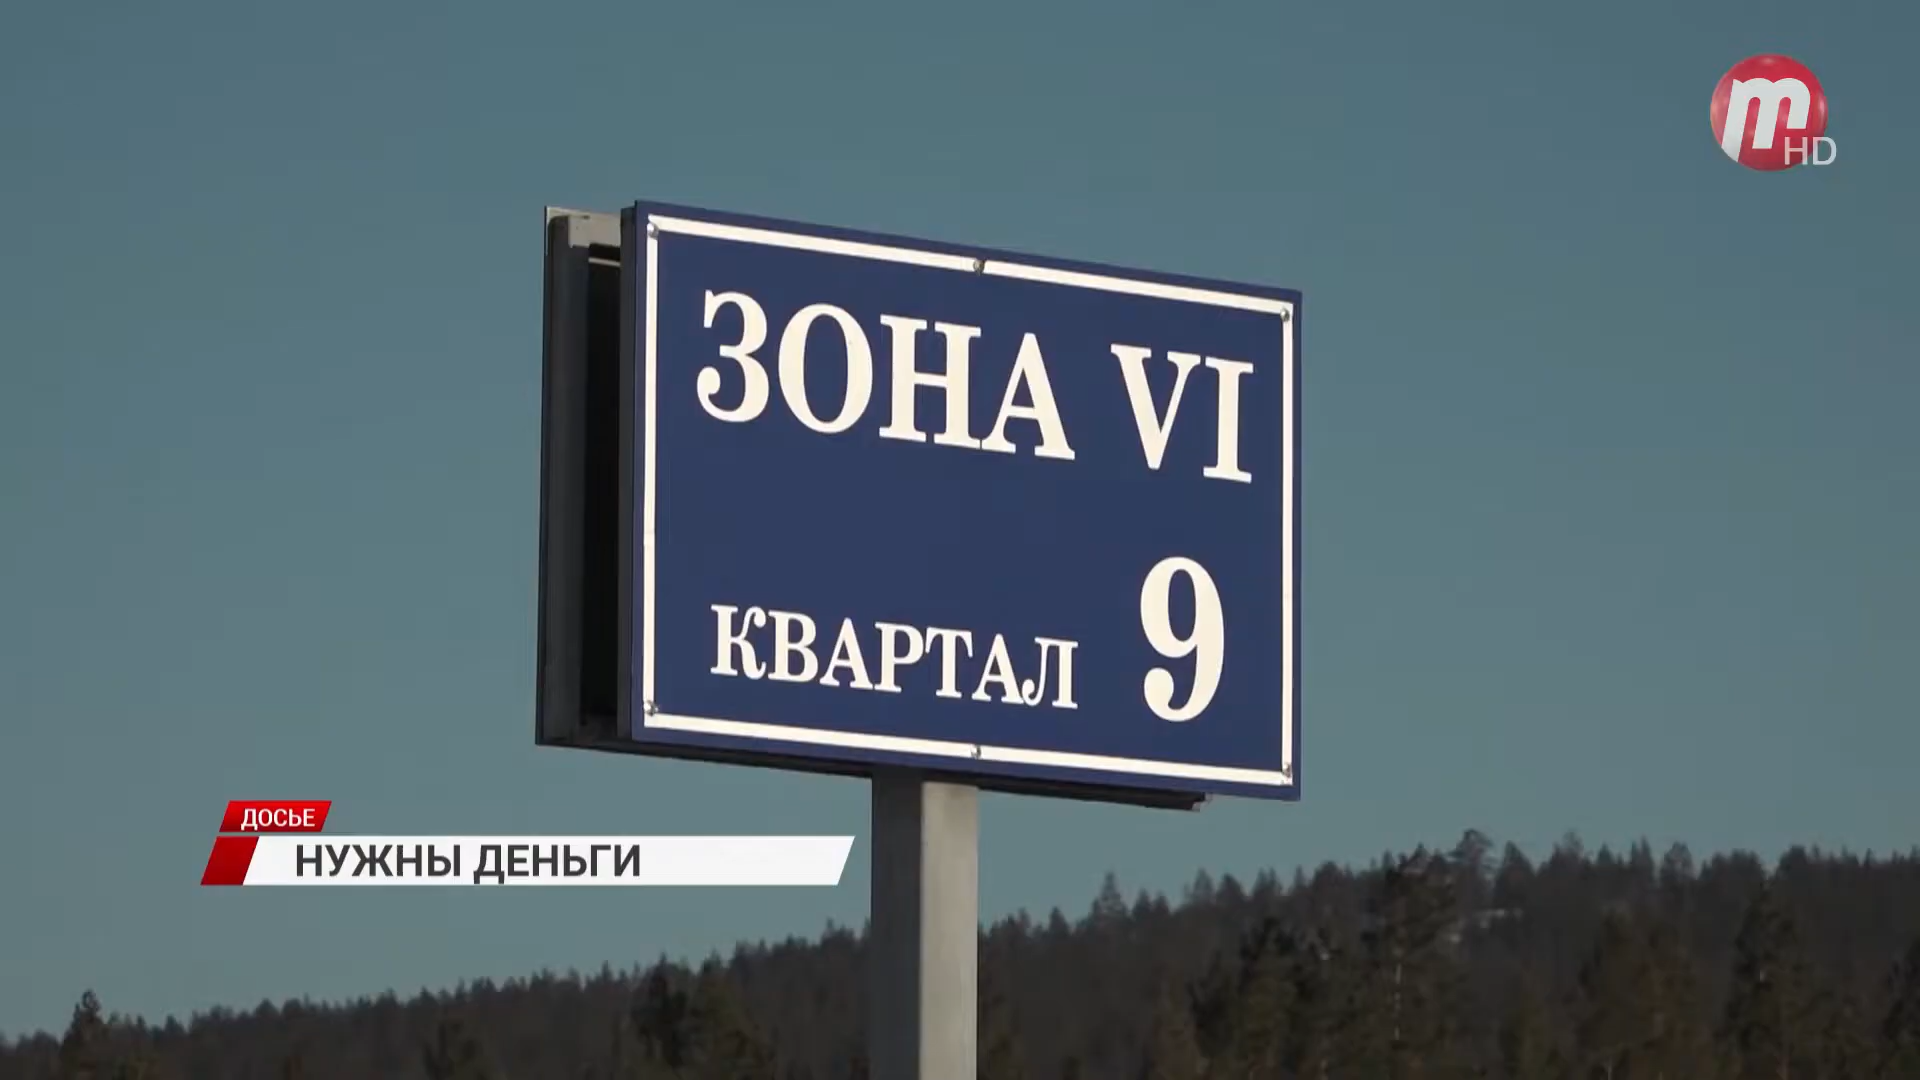 m HD
ЗОНА VI
КВАРТАЛ 9
ДОСЬЕ
НУЖНЫ ДЕНЬГИ